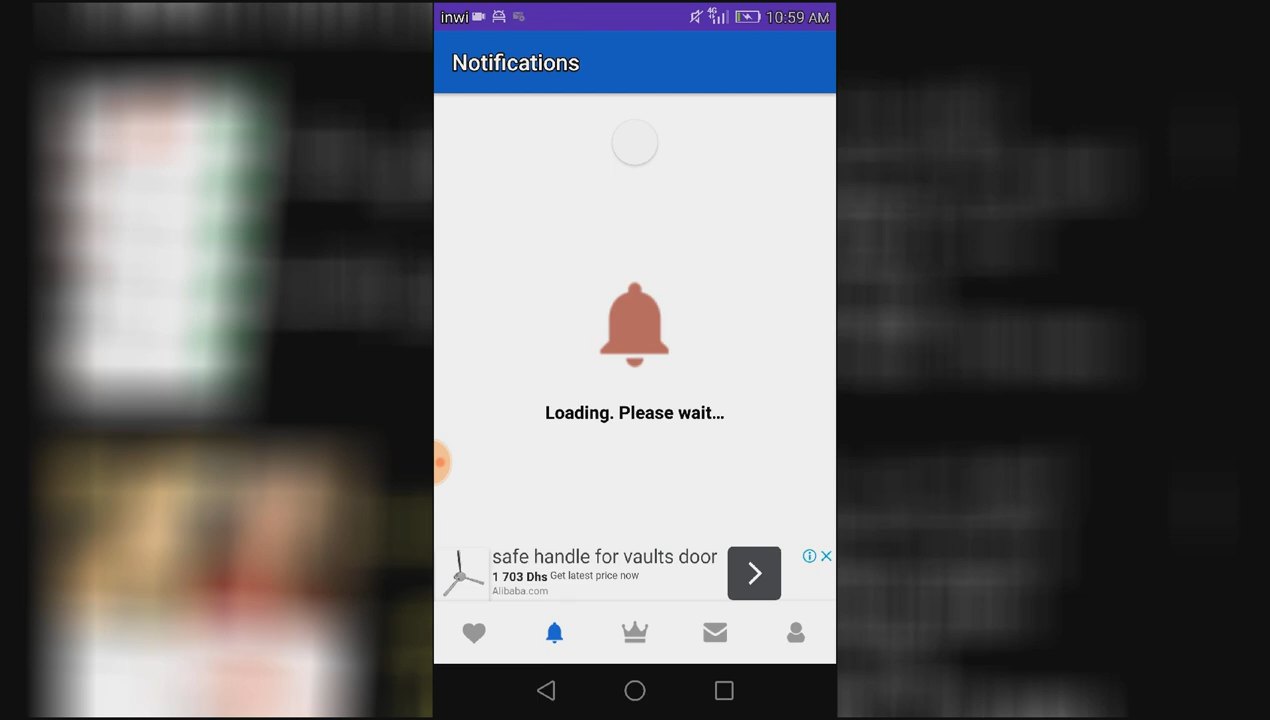 inwi 4G 10:59 AM
Notifications
Loading. Please wait...
safe handle for vaults door
1 703 Dhs Get latest price now
Alibaba.com